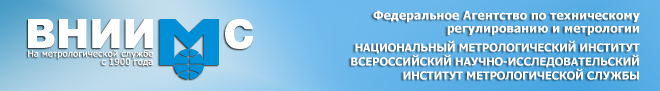 ВНИИМС
На метрологической службе
с 1900 года
Федеральное Агентство по техническому
регулированию и метрологии
НАЦИОНАЛЬНЫЙ МЕТРОЛОГИЧЕСКИЙ ИНСТИТУТ
ВСЕРОССИЙСКИЙ НАУЧНО-ИССЛЕДОВАТЕЛЬСКИЙ
ИНСТИТУТ МЕТРОЛОГИЧЕСКОЙ СЛУЖБЫ